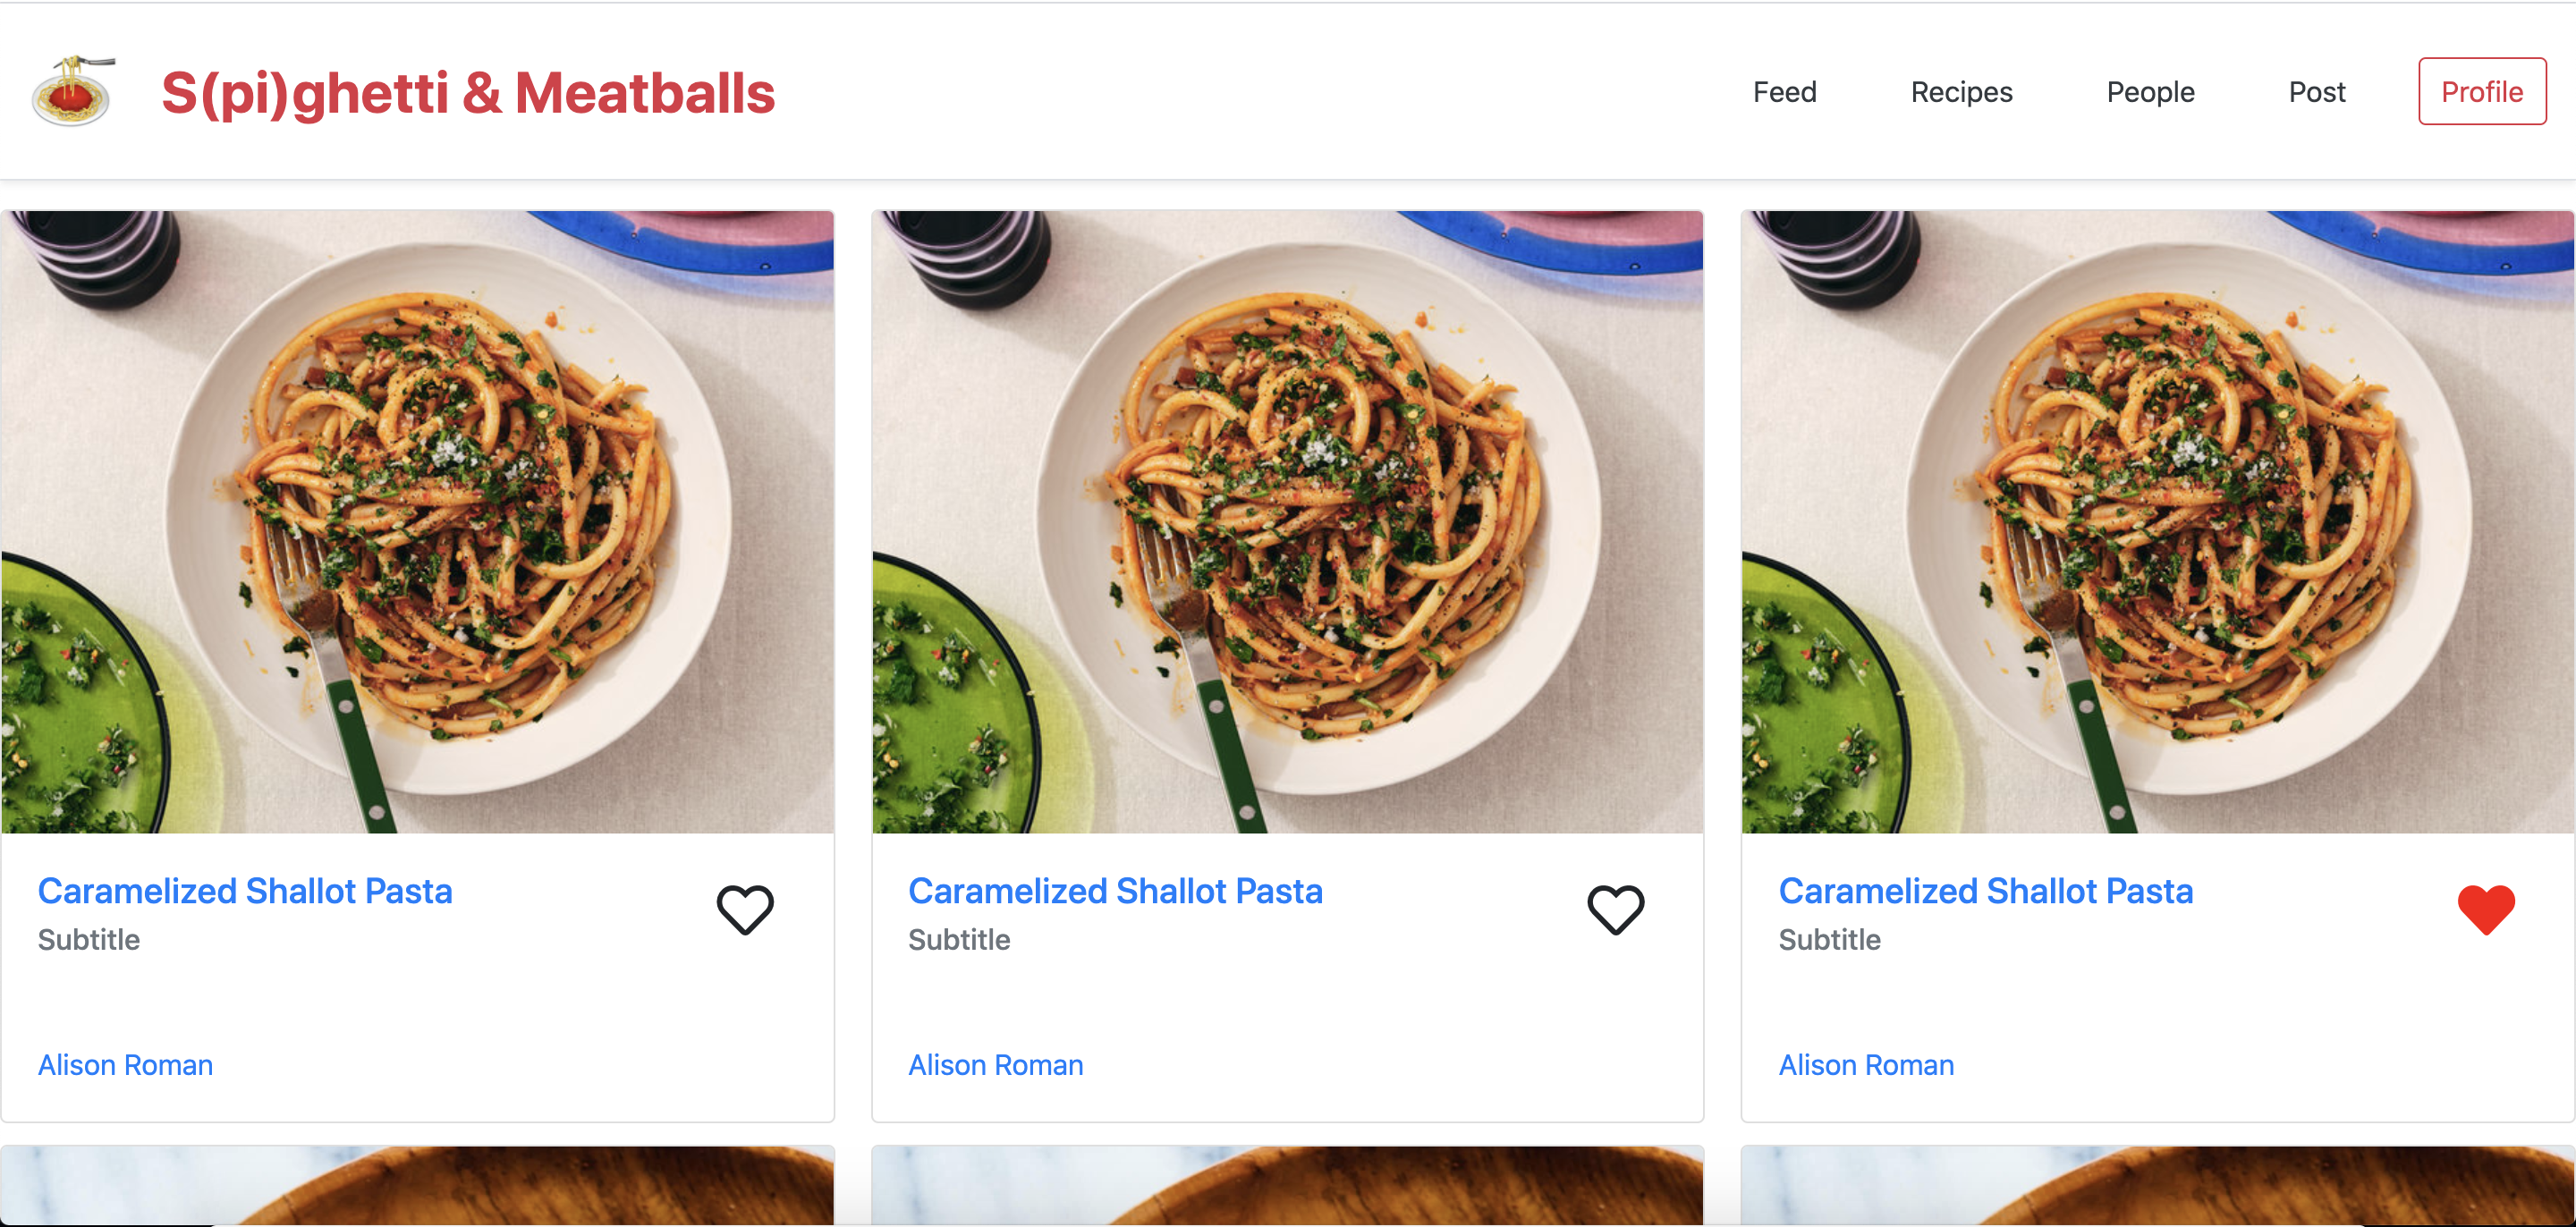 S(pi)ghetti & Meatballs
Feed
Recipes
People
Post
Profile
Caramelized Shallot Pasta
Subtitle
Alison Roman
Caramelized Shallot Pasta
Subtitle
Alison Roman
Caramelized Shallot Pasta
Subtitle
Alison Roman